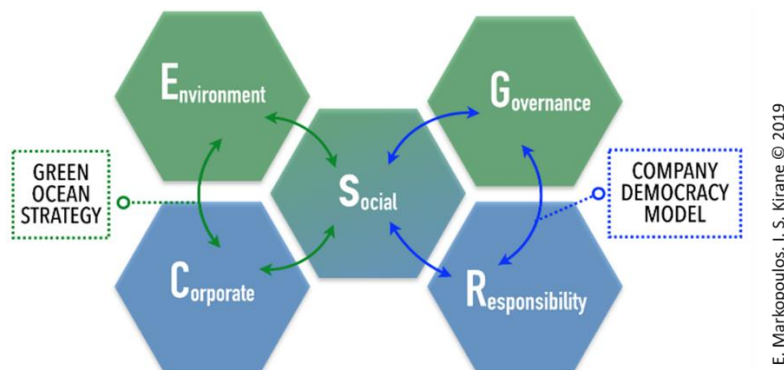 Environment
Governance
GREEN
OCEAN
STRATEGY
Social
COMPANY
DEMOCRACY
MODEL
Corporate
Responsibility
E. Markopoulos, I. S. Kirane © 2019